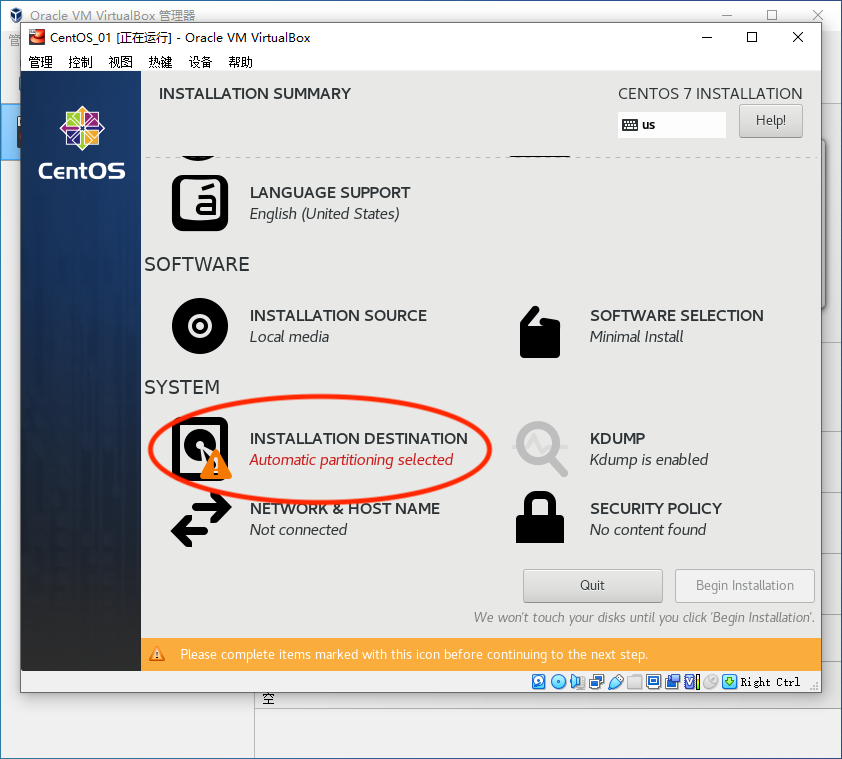 Oracle VM VirtualBox 管理器
CentOS_01 [正在运行] - Oracle VM VirtualBox
管理 控制 视图 热键 设备 帮助
CentOS
INSTALLATION SUMMARY
CENTOS 7 INSTALLATION
us
Help!
á
LANGUAGE SUPPORT
English (United States)
SOFTWARE
INSTALLATION SOURCE
Local media
SOFTWARE SELECTION
Minimal Install
SYSTEM
INSTALLATION DESTINATION
Automatic partitioning selected
KDUMP
Kdump is enabled
NETWORK & HOST NAME
Not connected
SECURITY POLICY
No content found
Quit
Begin Installation
We won't touch your disks until you click 'Begin Installation'.
Please complete items marked with this icon before continuing to the next step.
Right Ctrl
空